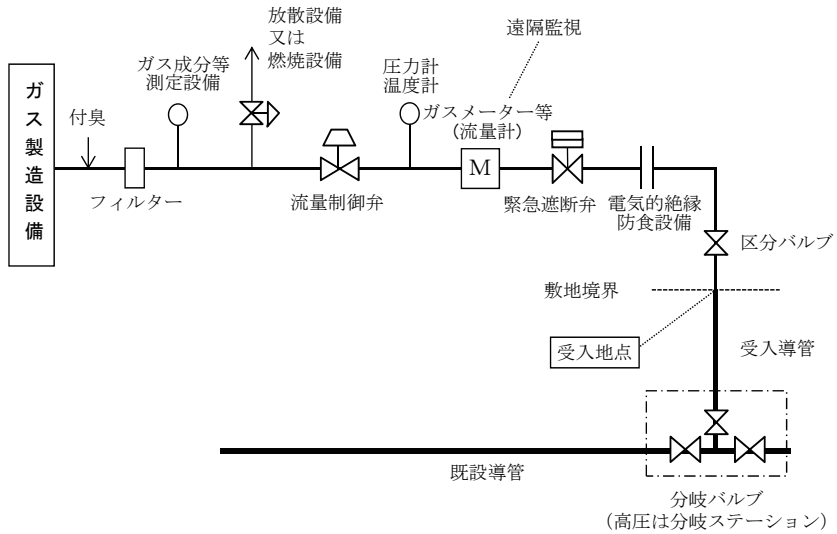 放散設備
又は
燃焼設備
遠隔監視
ガス成分等
測定設備
圧力計
温度計
ガス製造設備
付臭
ガスメーター等
（流量計）
M
フィルター
流量制御弁
緊急遮断弁
電気的絶縁
防食設備
区分バルブ
敷地境界
受入地点
受入導管
既設導管
分岐バルブ
（高圧は分岐ステーション）